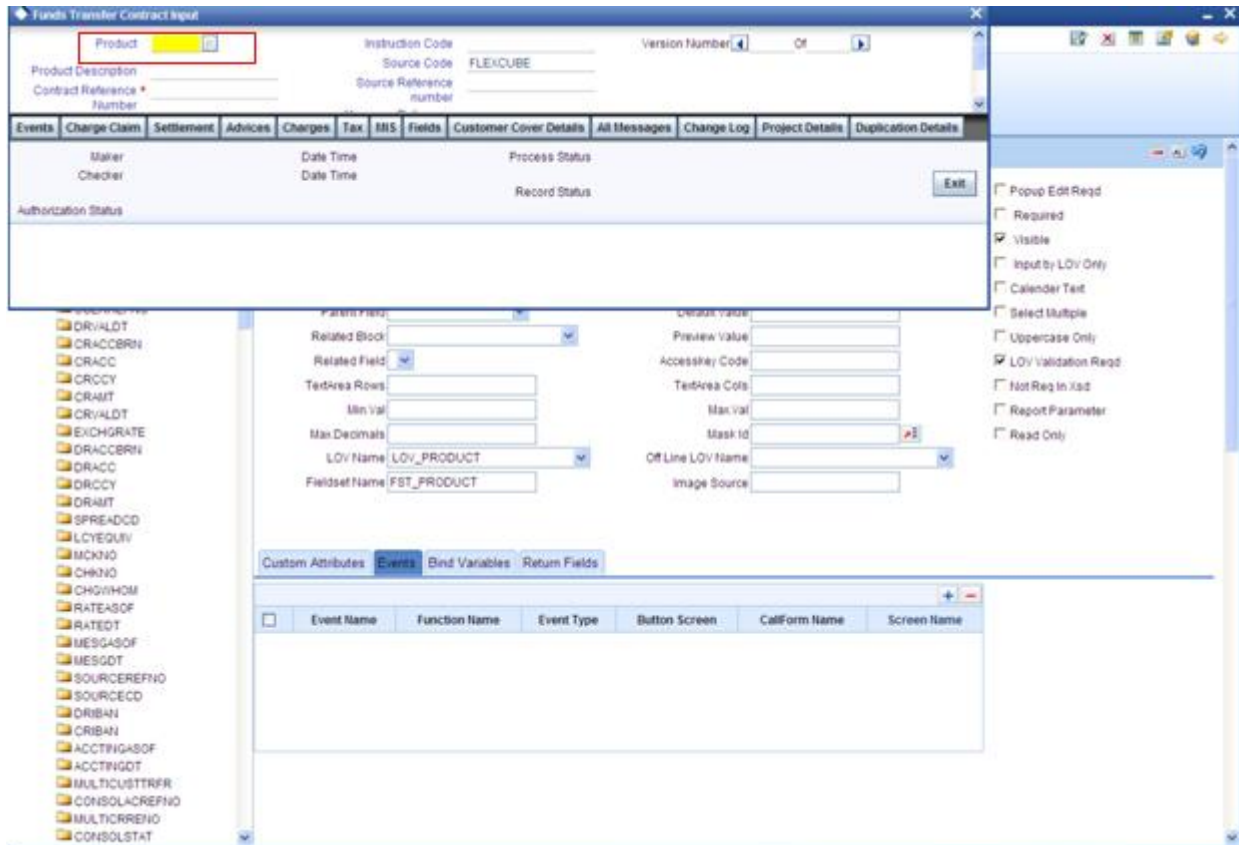 Funds Transfer Contract Input
Product
Instruction Code
Version Number
Of
Product Description
Source Code FLEXCUBE
Contract Reference *
Number
Source Reference
number
Events Charge Claim Settlement Advices Charges Tax MIS Fields Customer Cover Details All Messages Change Log Project Details Duplication Details
Maker Date Time Process Status
Checker Date Time
Record Status
Exit
Authorization Status
Popup Edit Reqd
Required
Visible
Input by LOV Only
Calender Text
Select Multiple
Uppercase Only
LOV Validation Reqd
Not Req In Xsd
Report Parameter
Read Only
Parent Field Default Value
Related Block Preview Value
Related Field Accesskey Code
TextArea Rows TextArea Cols
Min Val Max Val
Max Decimals Mask Id
LOV Name LOV_PRODUCT Off Line LOV Name
Fieldset Name FST_PRODUCT Image Source
DRVALDT
CRACCBRN
CRACC
CRCCY
CRAMT
CRVALDT
EXCHGRATE
DRACCBRN
DRACC
DRCCY
DRAMT
SPREADCD
LCYEQUIV
MCKNO
CHKNO
CHGWHOM
RATEASOF
RATEDT
MESGASOF
MESGDT
SOURCEREFNO
SOURCECD
DRIBAN
CRIBAN
ACCTINGASOF
ACCTINGDT
MULTICUSTTRFR
CONSOLACREFNO
MULTICRRENO
CONSOLSTAT
Custom Attributes Events Bind Variables Return Fields
Event Name Function Name Event Type Button Screen CallForm Name Screen Name